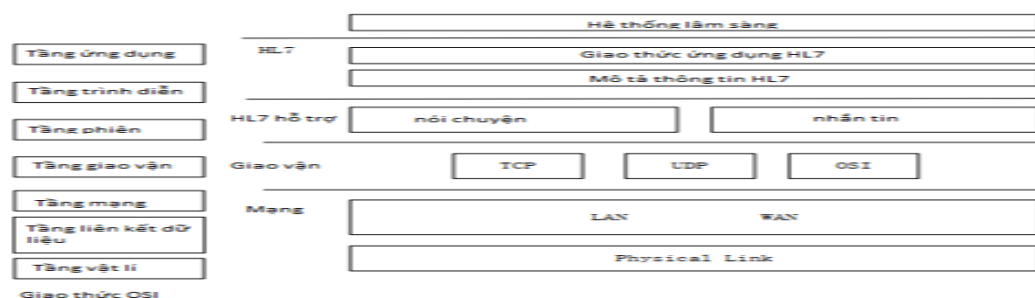 Hê thống lâm sàng
Tầng ứng dụng
HL7
Giao thức ứng dụng HL7
Mô tả thông tin HL7
Tầng trình diễn
HL7 hỗ trợ
nói chuyện
nhắn tin
Tầng phiên
Tầng giao vận
Giao vận
TCP
UDP
OSI
Tầng mạng
Mạng
LAN
WAN
Tầng liên kết dữ
liệu
Physical Link
Tầng vật lí
Giao thức OSI